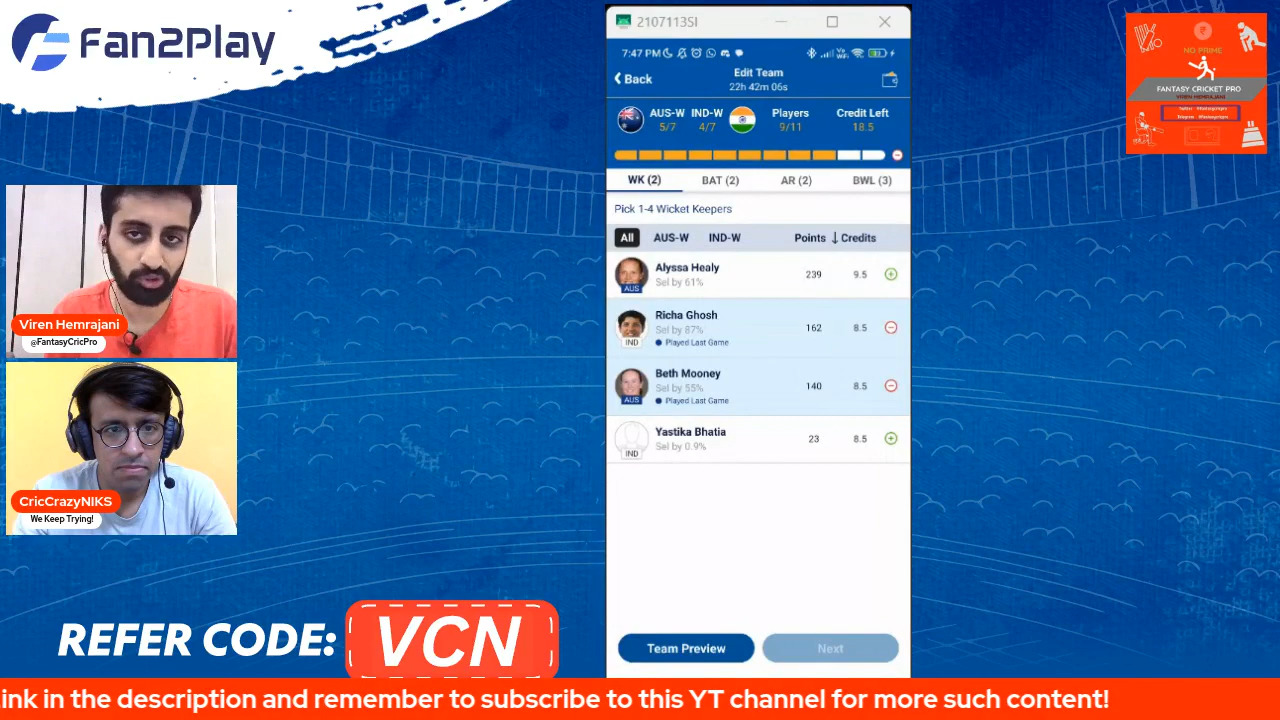 Fan2Play
Viren Hemrajani
@FantasyCricPro
CricCrazyNIKS
We Keep Trying!
REFER CODE: VCN
2107113SI
7:47 PM
Back
Edit Team
22h 42m 06s
AUS-W IND-W Players Credit Left
5/7 4/7 9/11 18.5
WK (2) BAT (2) AR (2) BWL (3)
Pick 1-4 Wicket Keepers
All AUS-W IND-W Points ↓ Credits
Alyssa Healy 239 9.5
Sel by 61%
AUS
Richa Ghosh 162 8.5
Sel by 87%
IND
Played Last Game
Beth Mooney 140 8.5
Sel by 55%
AUS
Played Last Game
Yastika Bhatia 23 8.5
Sel by 0.9%
IND
Team Preview Next
NO PRIME
FANTASY CRICKET PRO
VIREN HEMRAJANI
ink in the description and remember to subscribe to this YT channel for more such content!